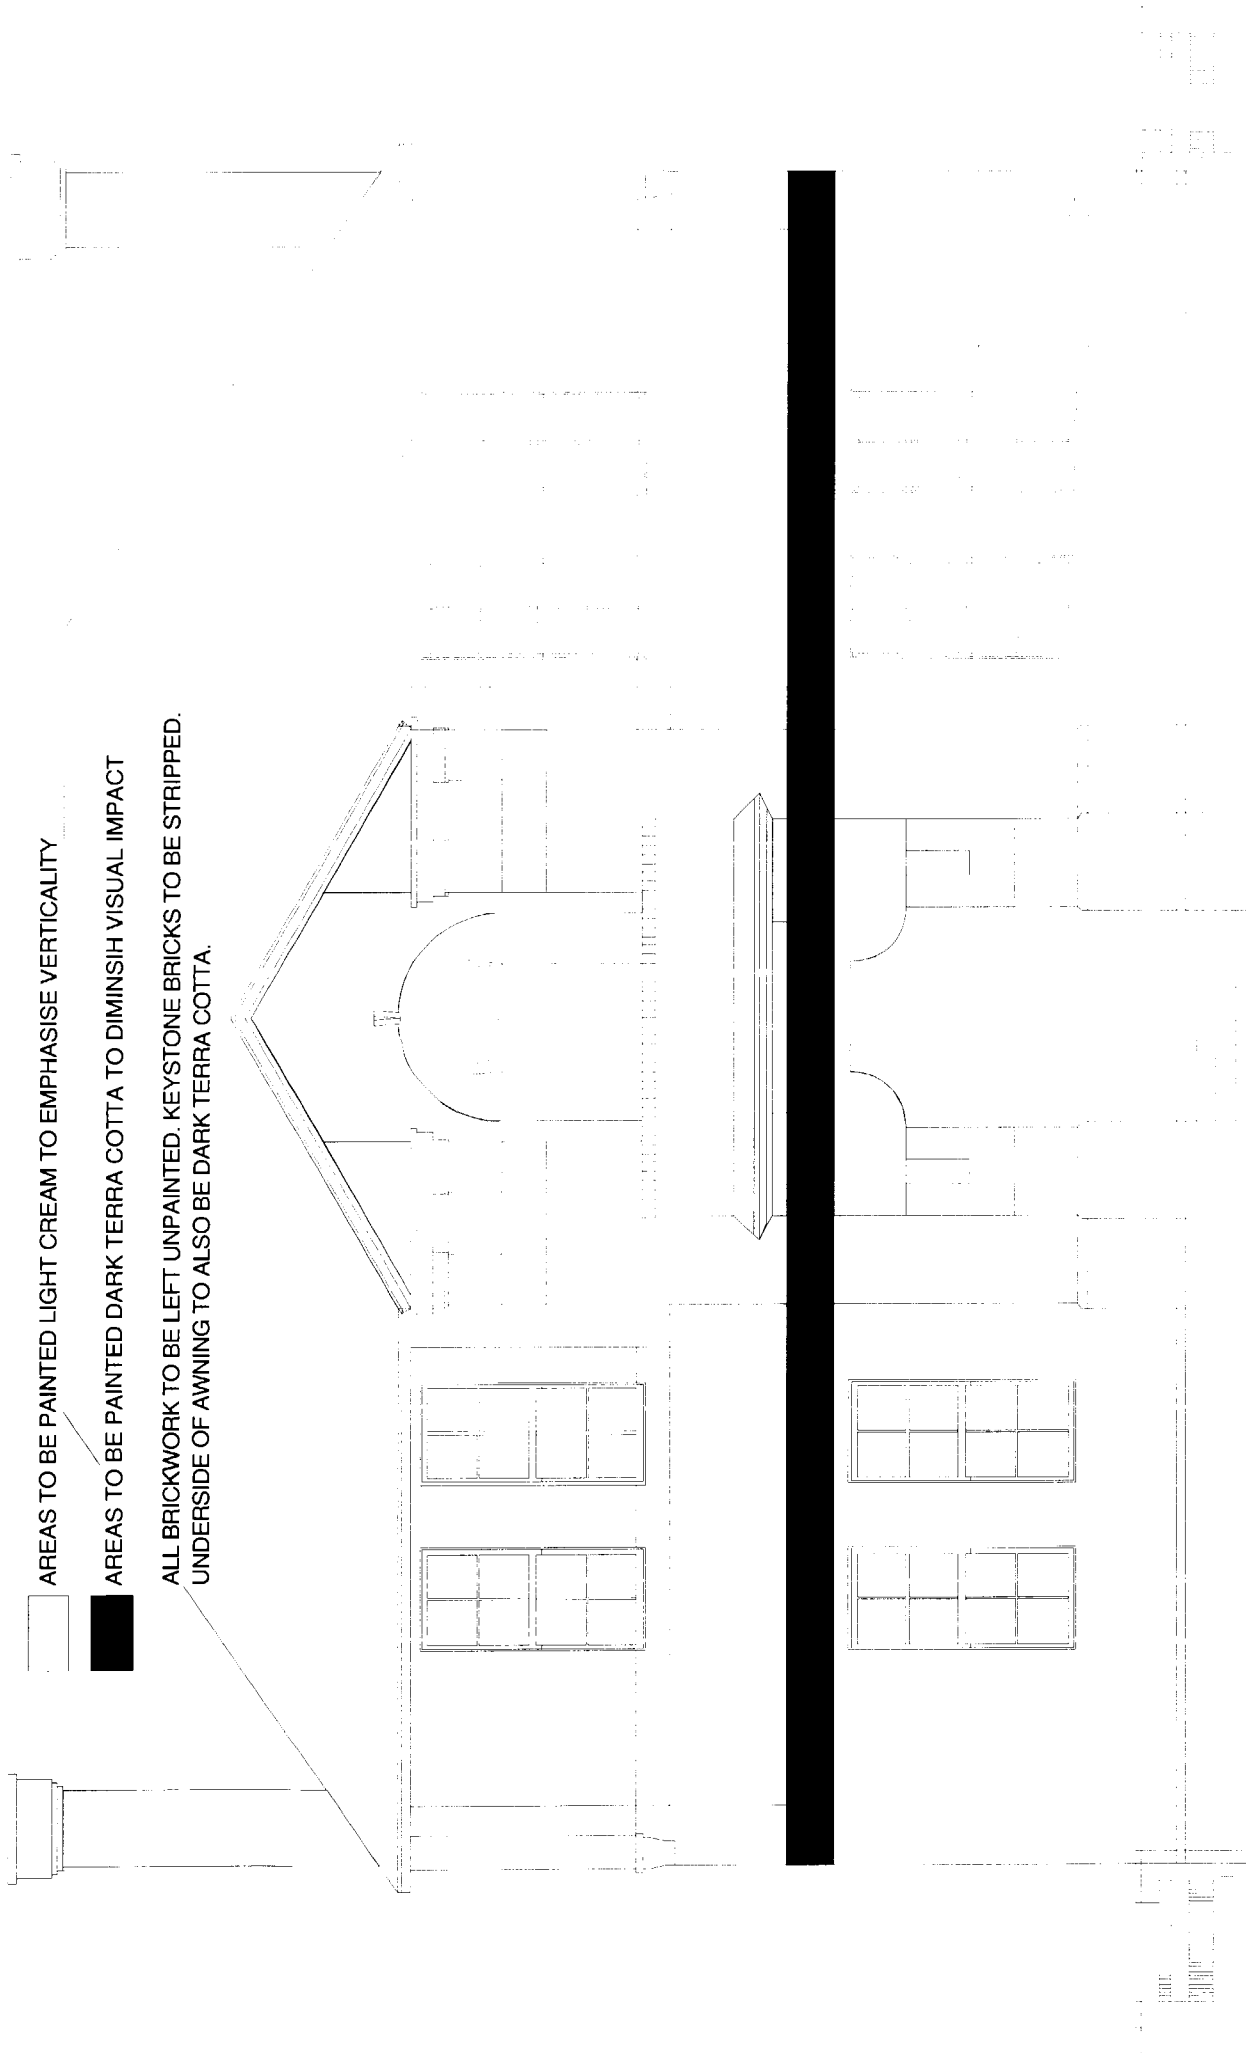 AREAS TO BE PAINTED LIGHT CREAM TO EMPHASISE VERTICALITY
AREAS TO BE PAINTED DARK TERRA COTTA TO DIMINSIH VISUAL IMPACT
ALL BRICKWORK TO BE LEFT UNPAINTED. KEYSTONE BRICKS TO BE STRIPPED.
UNDERSIDE OF AWNING TO ALSO BE DARK TERRA COTTA.